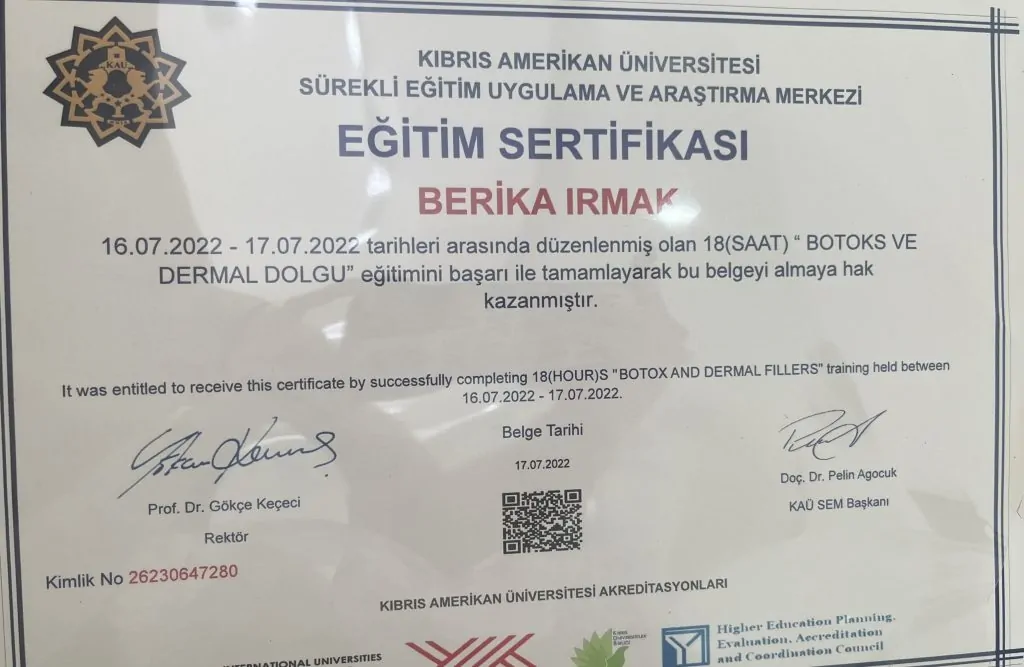 KAÜ
KIBRIS AMERİKAN ÜNİVERSİTESİ
SÜREKLİ EĞİTİM UYGULAMA VE ARAŞTIRMA MERKEZİ
EĞİTİM SERTİFİKASI
BERİKA IRMAK
16.07.2022 - 17.07.2022 tarihleri arasında düzenlenmiş olan 18(SAAT) “ BOTOKS VE
DERMAL DOLGU” eğitimini başarı ile tamamlayarak bu belgeyi almaya hak
kazanmıştır.
It was entitled to receive this certificate by successfully completing 18(HOUR)S "BOTOX AND DERMAL FILLERS" training held between
16.07.2022 - 17.07.2022.
Belge Tarihi
17.07.2022
Prof. Dr. Gökçe Keçeci
Rektör
Doç. Dr. Pelin Agocuk
KAÜ SEM Başkanı
Kimlik No 26230647280
KIBRIS AMERİKAN ÜNİVERSİTESİ AKREDİTASYONLARI
INTERNATIONAL UNIVERSITIES
Higher Education Planning,
Evaluation, Accreditation
and Coordination Council